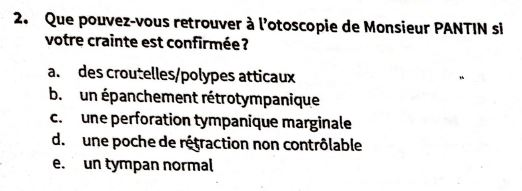 2. Que pouvez-vous retrouver à l'otoscopie de Monsieur PANTIN si
votre crainte est confirmée?
a. des croutelles/polypes atticaux
b. un épanchement rétrotympanique
c. une perforation tympanique marginale
d. une poche de rétraction non contrôlable
e. un tympan normal